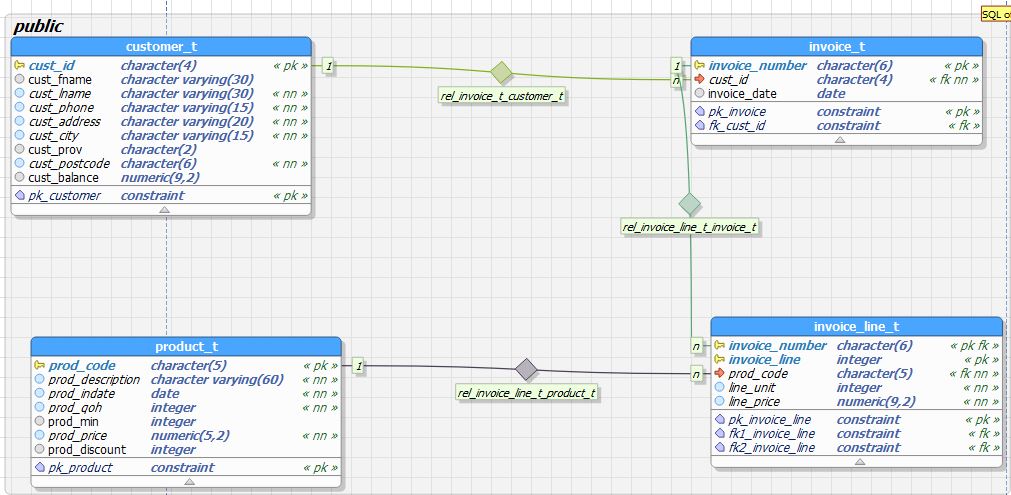 SQL of
public
customer_t
cust_id character(4) « pk »
cust_fname character varying(30)
cust_lname character varying(30) « nn »
cust_phone character varying(15) « nn »
cust_address character varying(20) « nn »
cust_city character varying(15) « nn »
cust_prov character(2)
cust_postcode character(6) « nn »
cust_balance numeric(9,2)
pk_customer constraint « pk »
1
rel_invoice_t_customer_t
1
n
invoice_t
invoice_number character(6) « pk »
cust_id character(4) « fk nn »
invoice_date date
pk_invoice constraint « pk »
fk_cust_id constraint « fk »
rel_invoice_line_t_invoice_t
product_t
prod_code character(5) « pk »
prod_description character varying(60) « nn »
prod_indate date « nn »
prod_qoh integer « nn »
prod_min integer
prod_price numeric(5,2) « nn »
prod_discount integer
pk_product constraint « pk »
1
rel_invoice_line_t_product_t
n
n
invoice_line_t
invoice_number character(6) « pk fk »
invoice_line integer « pk »
prod_code character(5) « fk nn »
line_unit integer « nn »
line_price numeric(9,2) « nn »
pk_invoice_line constraint « pk »
fk1_invoice_line constraint « fk »
fk2_invoice_line constraint « fk »